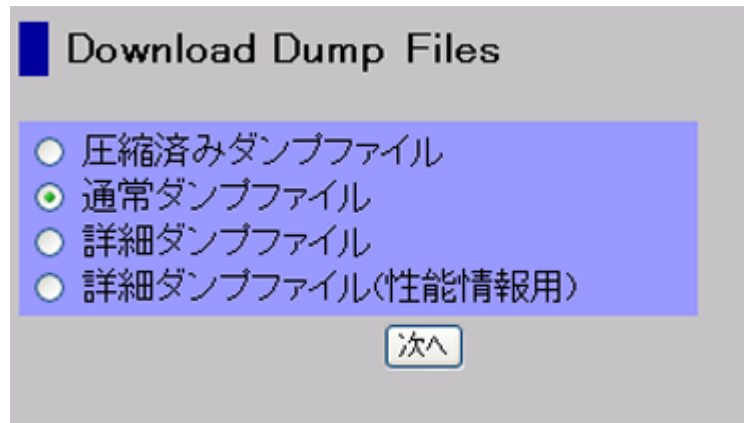 Download Dump Files
圧縮済みダンプファイル
通常ダンプファイル
詳細ダンプファイル
詳細ダンプファイル(性能情報用)
次へ